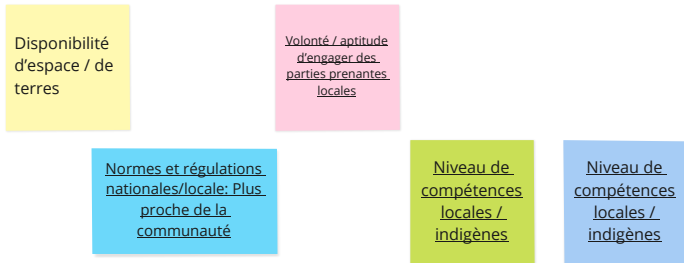 Disponibilité
d'espace / de
terres
Volonté / aptitude
d'engager des
parties prenantes
locales
Normes et régulations
nationales/locale: Plus
proche de la
communauté
Niveau de
compétences
locales /
indigènes
Niveau de
compétences
locales /
indigènes